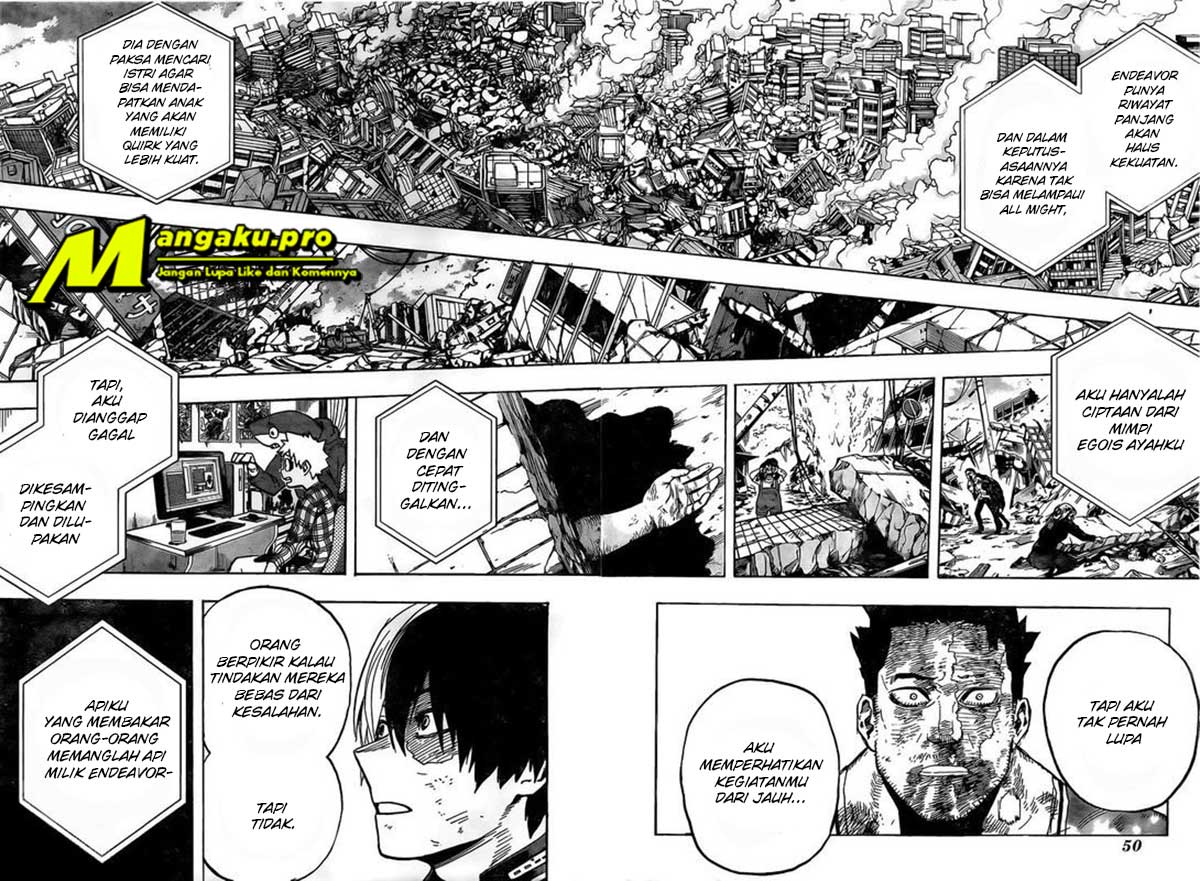 ENDEAVOR
PUNYA
RIWAYAT
PANJANG
AKAN
HAUS
KEKUATAN.
DAN DALAM
KEPUTUS-
ASAANNYA
KARENA TAK
BISA MELAMPAUI
ALL MIGHT,
DIA DENGAN
PAKSA MENCARI
ISTRI AGAR
BISA MENDA-
PATKAN ANAK
YANG AKAN
MEMILIKI
QUIRK YANG
LEBIH KUAT.
Mangaku.pro
Jangan Lupa Like dan Komennya
AKU HANYALAH
CIPTAAN DARI
MIMPI
EGOIS AYAHKU
DAN
DENGAN
CEPAT
DITING-
GALKAN...
TAPI,
AKU
DIANGGAP
GAGAL
DIKESAM-
PINGKAN
DAN DILU-
PAKAN
TAPI AKU
TAK PERNAH
LUPA
AKU
MEMPERHATIKAN
KEGIATANMU
DARI JAUH...
ORANG
BERPIKIR KALAU
TINDAKAN MEREKA
BEBAS DARI
KESALAHAN.
TAPI
TIDAK.
APIKU
YANG MEMBAKAR
ORANG-ORANG
MEMANGLAH API
MILIK ENDEAVOR-
50